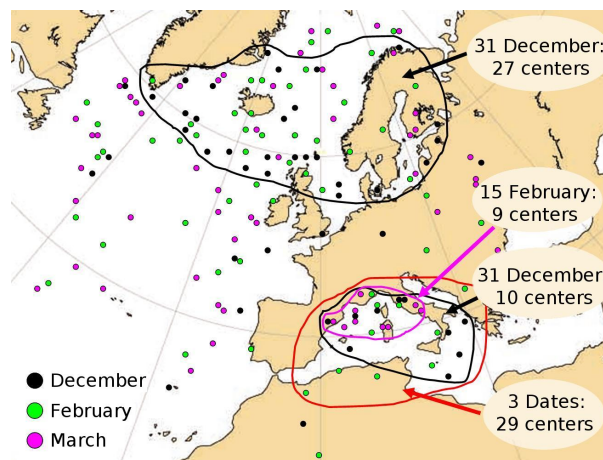 31 December:
27 centers
15 February:
9 centers
31 December
10 centers
December
February
March
3 Dates:
29 centers